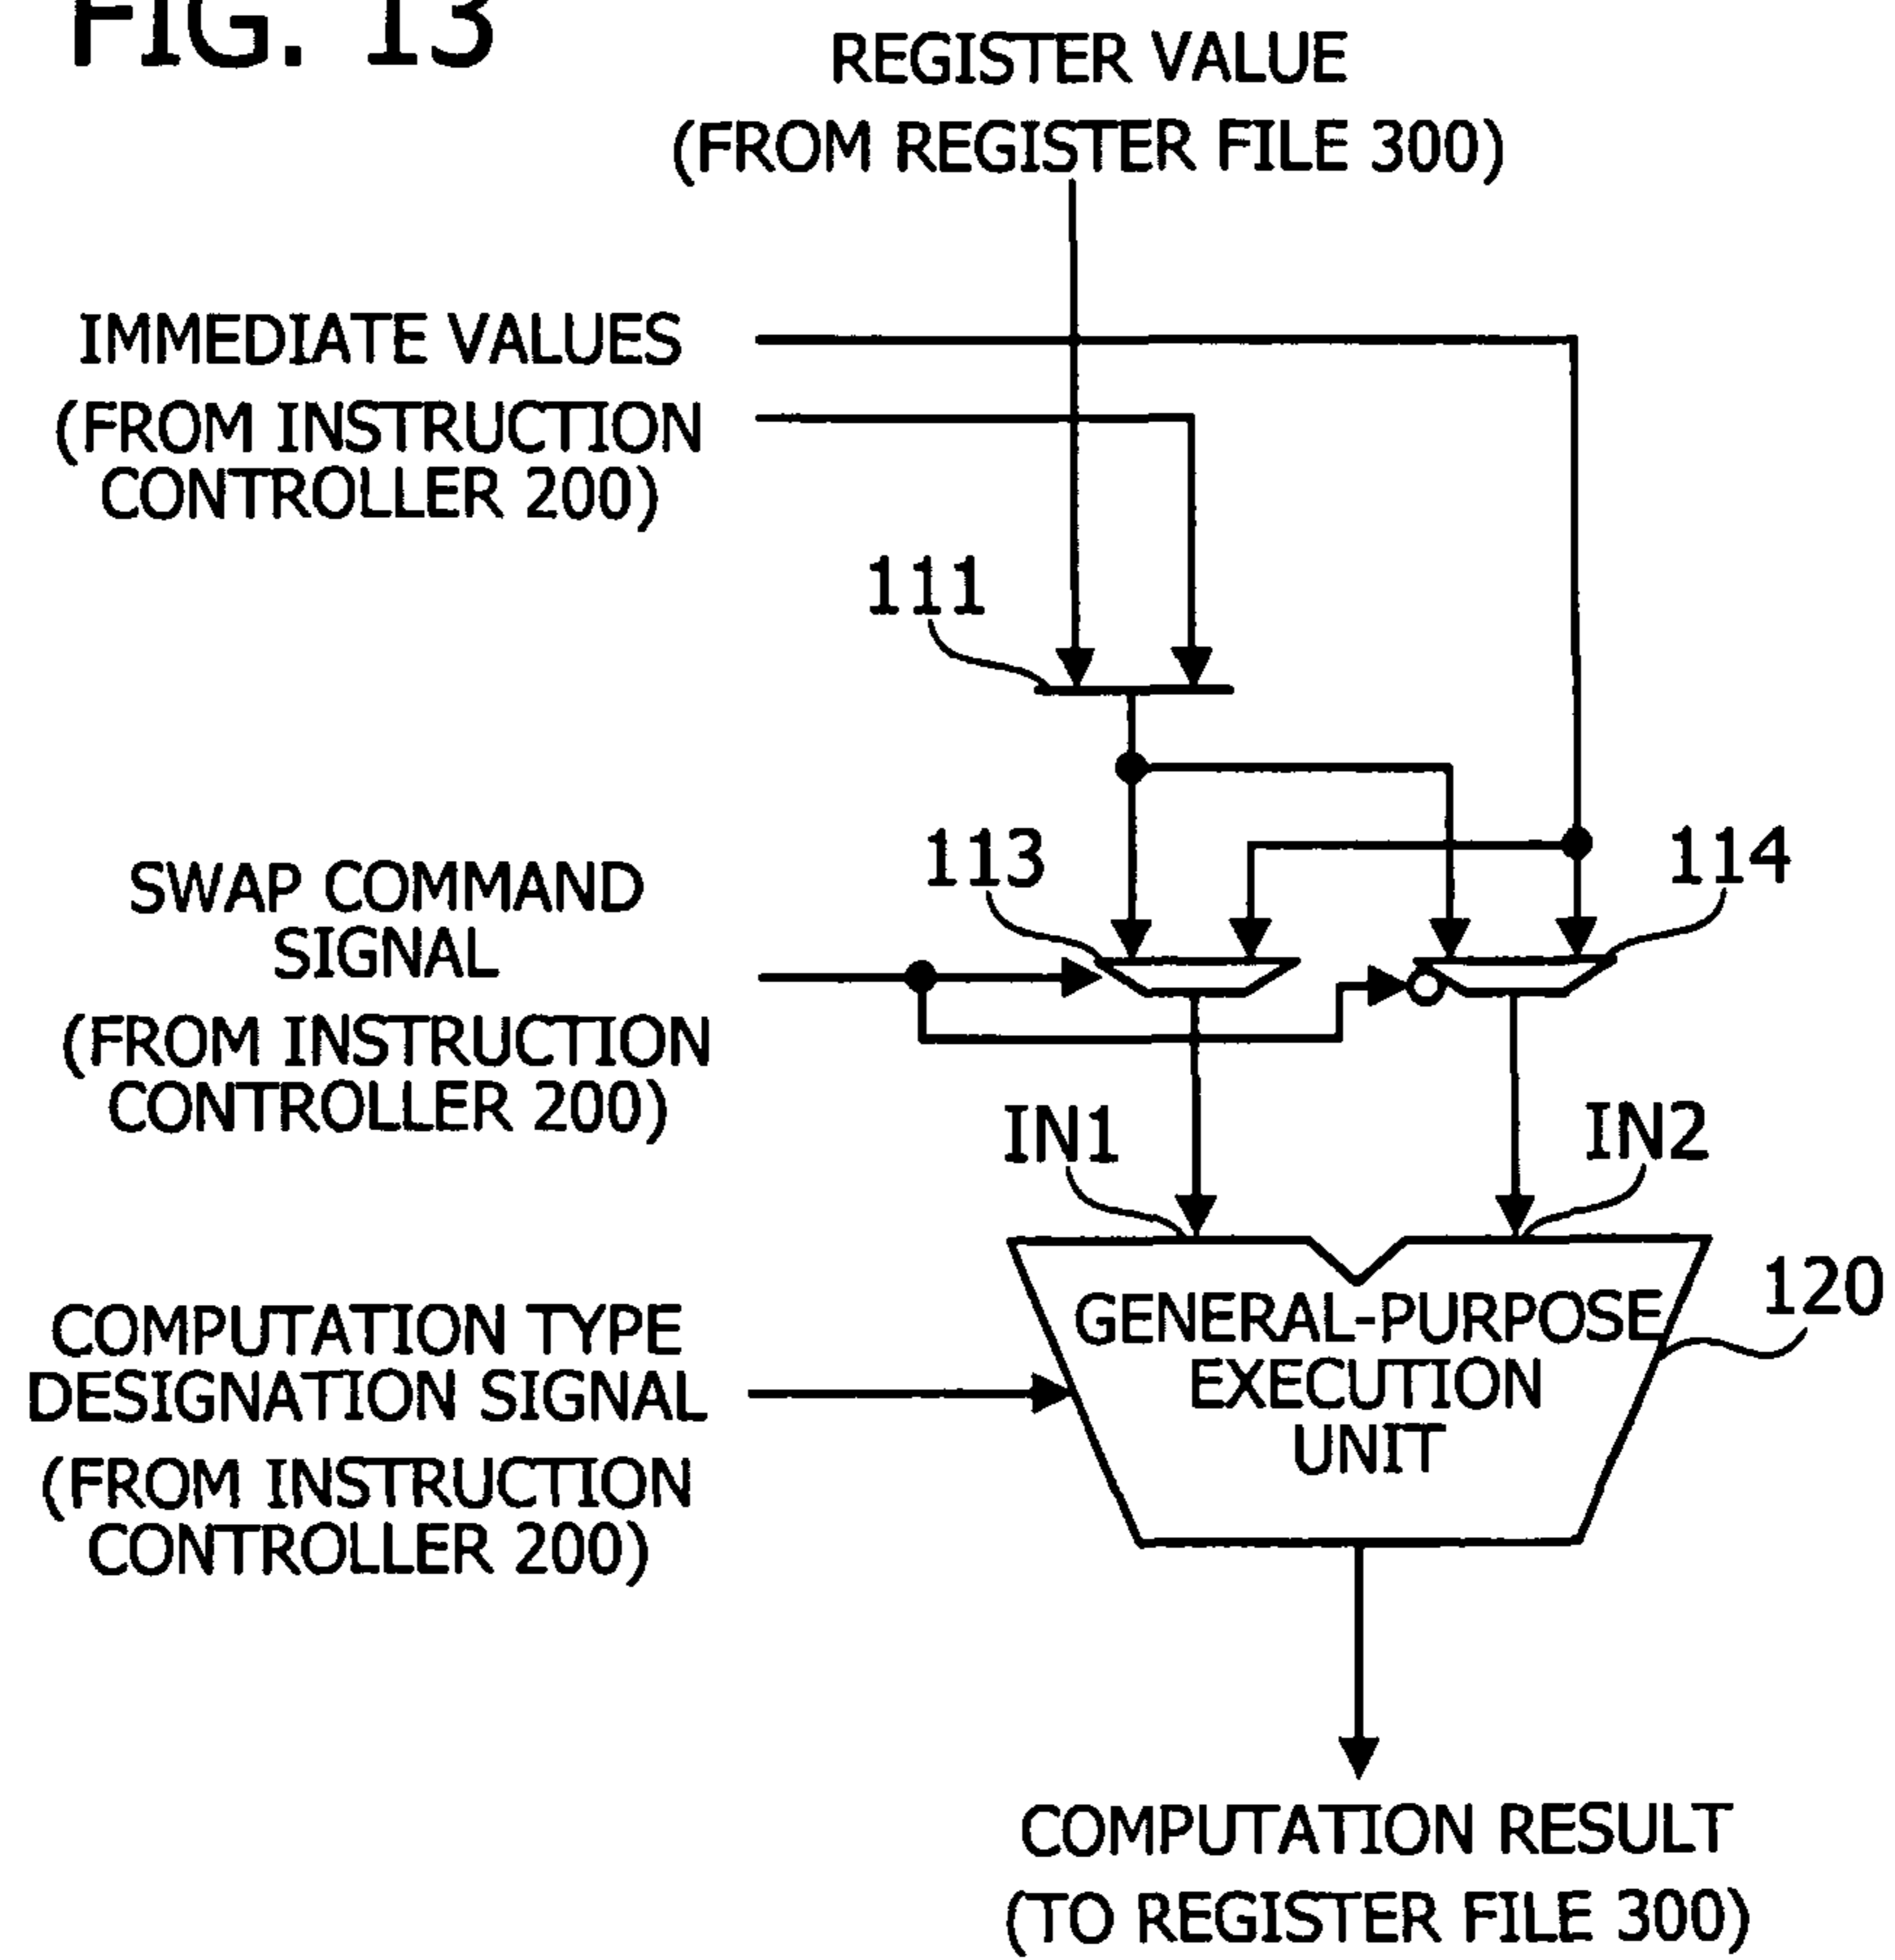 FIG. 13
REGISTER VALUE
(FROM REGISTER FILE 300)
IMMEDIATE VALUES
(FROM INSTRUCTION
CONTROLLER 200)
111
113
114
SWAP COMMAND
SIGNAL
(FROM INSTRUCTION
CONTROLLER 200)
IN1
IN2
120
GENERAL-PURPOSE
EXECUTION
UNIT
COMPUTATION TYPE
DESIGNATION SIGNAL
(FROM INSTRUCTION
CONTROLLER 200)
COMPUTATION RESULT
(TO REGISTER FILE 300)